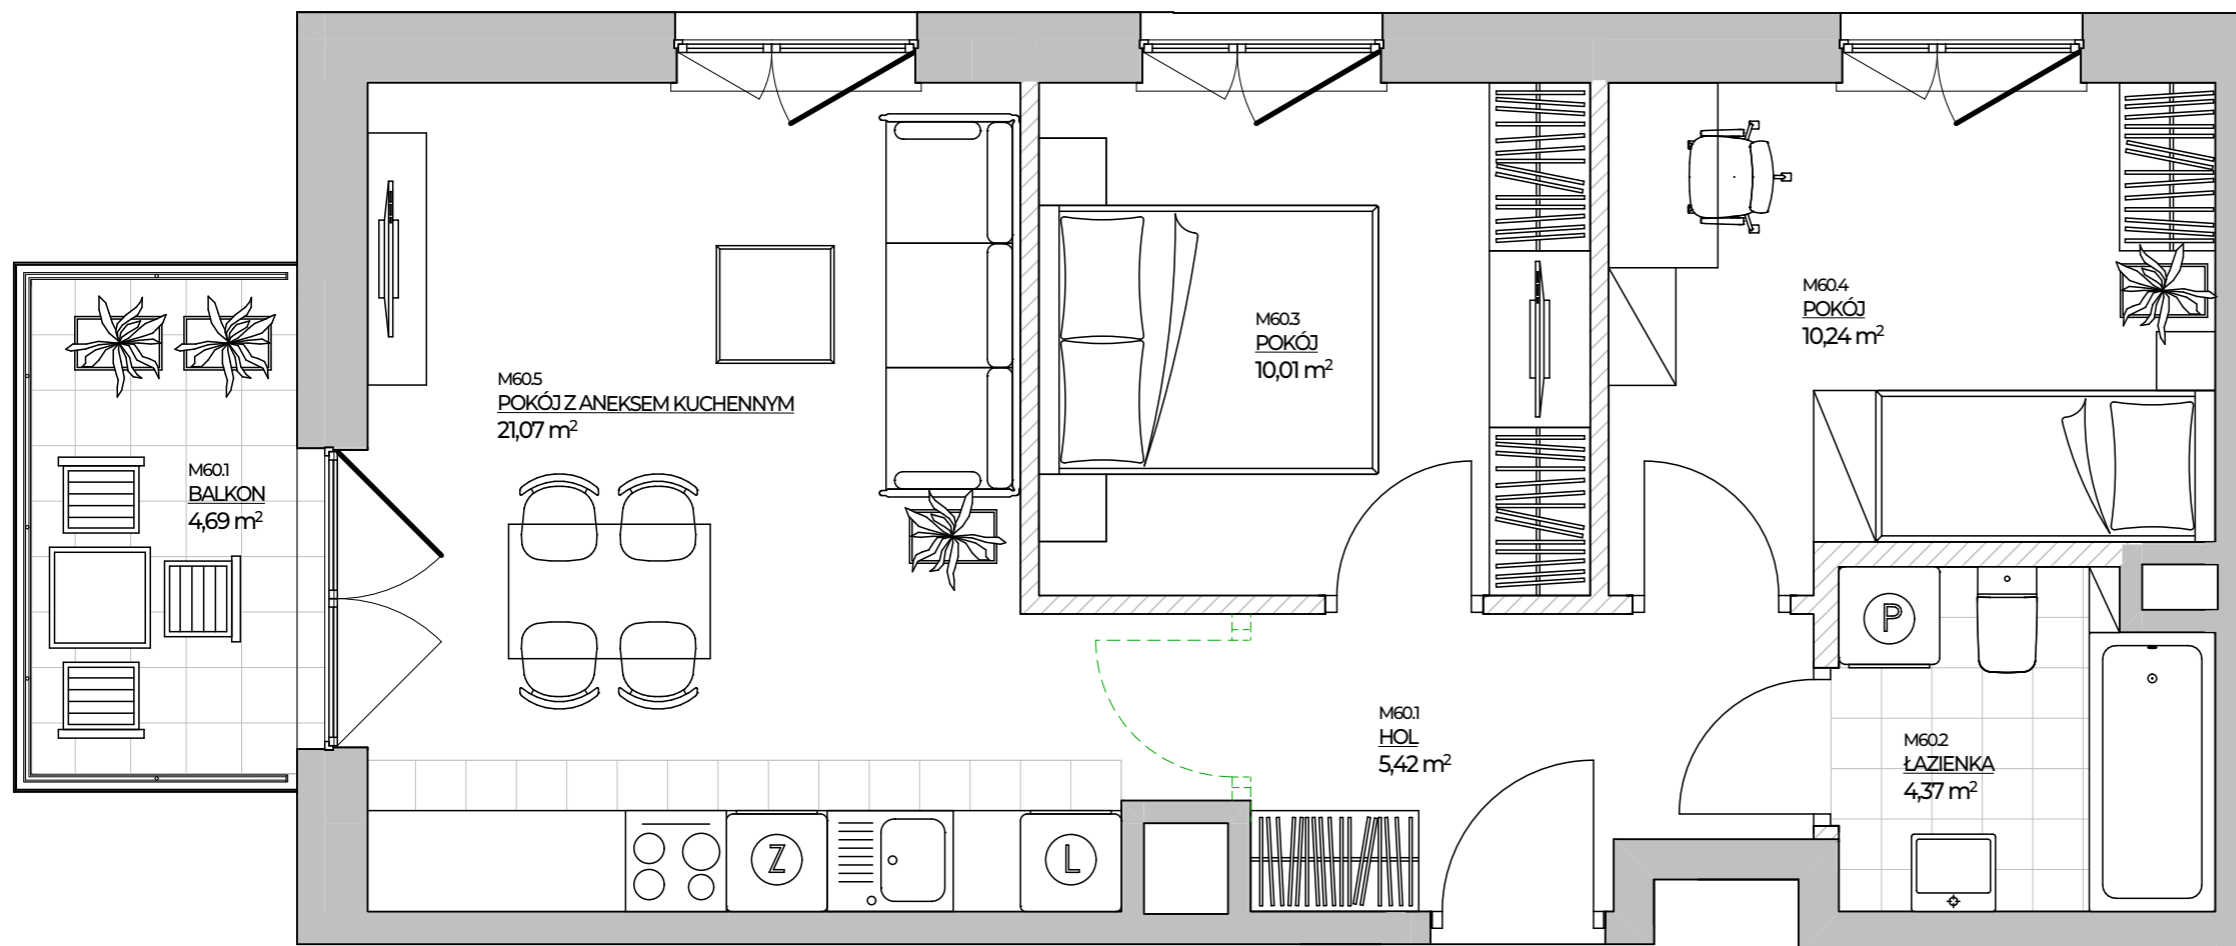 M60.5
POKÓJ Z ANEKSEM KUCHENNYM
21,07 m²
M60.3
POKÓJ
10,01 m²
M60.4
POKÓJ
10,24 m²
M60.1
BALKON
4,69 m²
M60.1
HOL
5,42 m²
M60.2
ŁAZIENKA
4,37 m²
P
Z
L